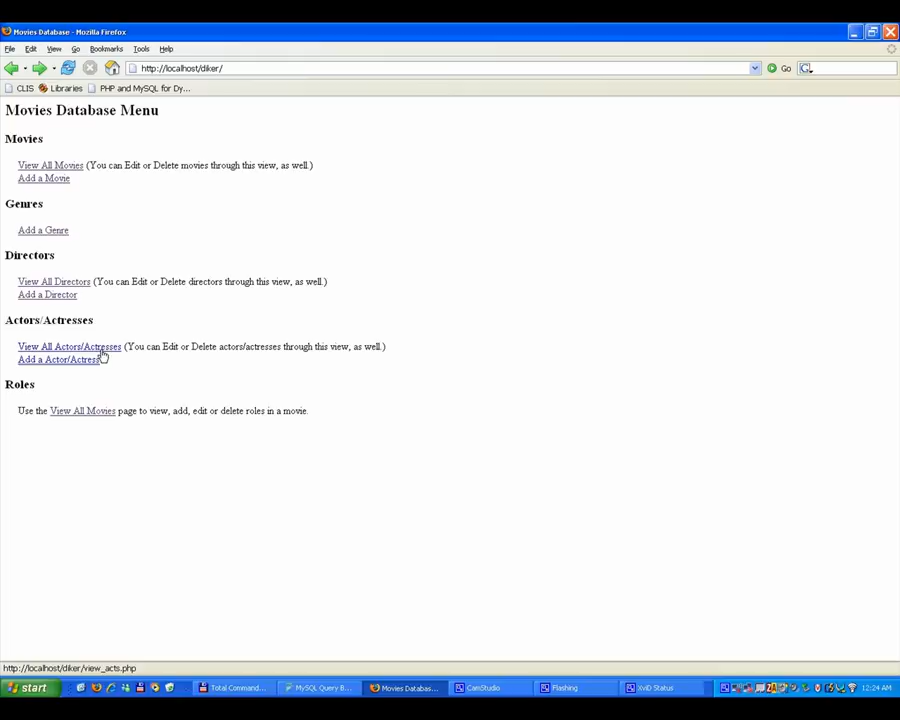 Movies Database - Mozilla Firefox
File Edit View Go Bookmarks Tools Help
http://localhost/diker/ Go
CLIS Libraries PHP and MySQL for Dy...
Movies Database Menu
Movies
View All Movies (You can Edit or Delete movies through this view, as well.)
Add a Movie
Genres
Add a Genre
Directors
View All Directors (You can Edit or Delete directors through this view, as well.)
Add a Director
Actors/Actresses
View All Actors/Actresses (You can Edit or Delete actors/actresses through this view, as well.)
Add a Actor/Actress
Roles
Use the View All Movies page to view, add, edit or delete roles in a movie.
http://localhost/diker/view_acts.php
start Total Command... MySQL Query B... Movies Databas... CamStudio Flashing XviD Status 12:24 AM